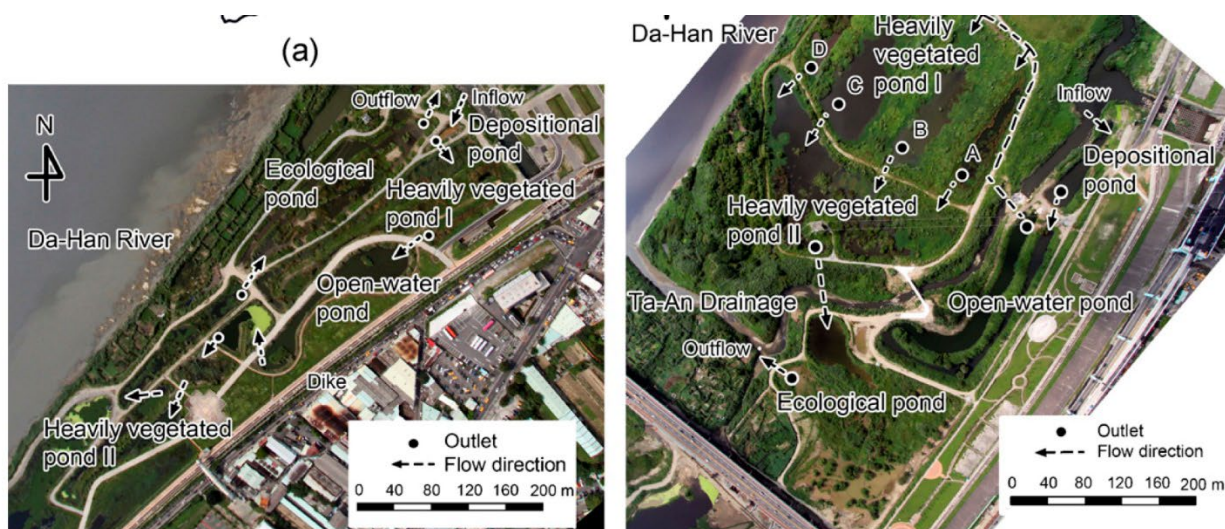 (a)
N
Outflow
Inflow
Depositional
pond
Ecological
pond
Heavily vegetated
pond I
Da-Han River
Open-water
pond
Dike
Heavily vegetated
pond II
Outlet
Flow direction
0 40 80 120 160 200 m
Da-Han River
D
Heavily
vegetated
pond I
C
B
A
Inflow
Depositional
pond
Heavily vegetated
pond II
Ta-An Drainage
Open-water pond
Outflow
Ecological pond
Outlet
Flow direction
0 40 80 120 160 200 m